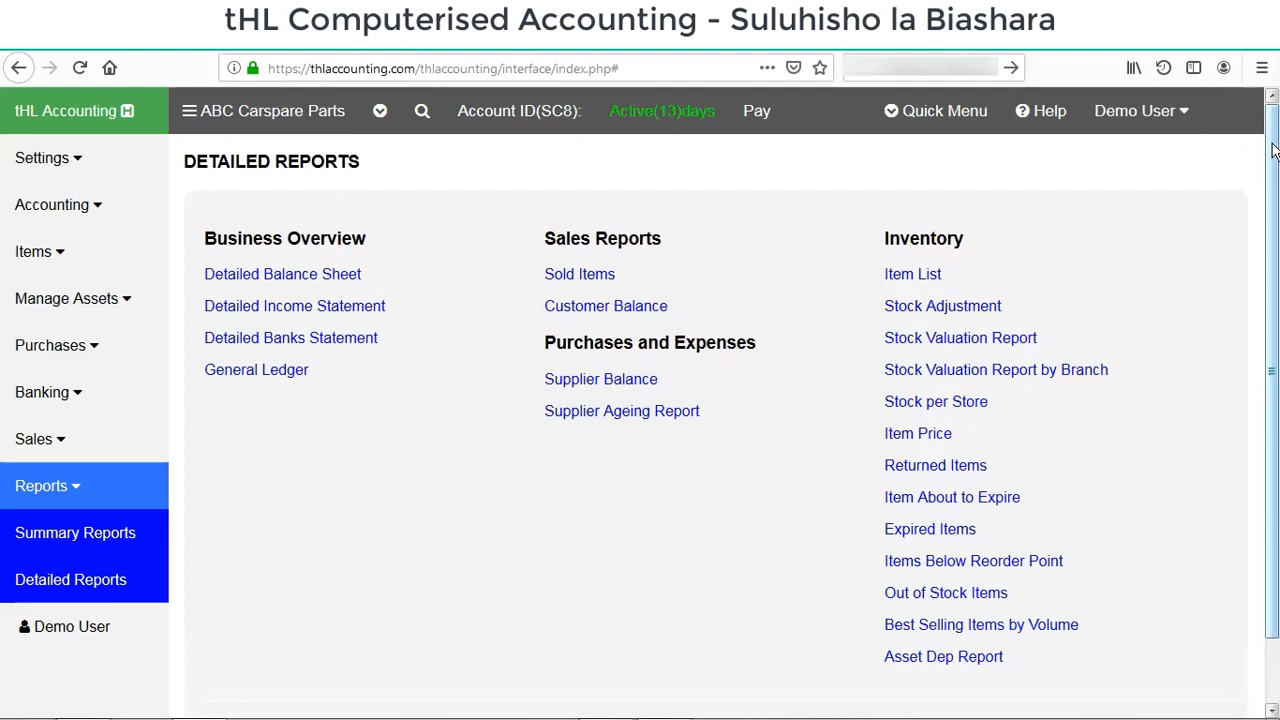 tHL Computerised Accounting - Suluhisho la Biashara
https://thlaccounting.com/thlaccounting/interface/index.php#
tHL Accounting
ABC Carspare Parts
Account ID(SC8):
Active(13)days
Pay
Quick Menu
Help
Demo User
Settings
Accounting
Items
Manage Assets
Purchases
Banking
Sales
Reports
Summary Reports
Detailed Reports
Demo User
DETAILED REPORTS
Business Overview
Detailed Balance Sheet
Detailed Income Statement
Detailed Banks Statement
General Ledger
Sales Reports
Sold Items
Customer Balance
Purchases and Expenses
Supplier Balance
Supplier Ageing Report
Inventory
Item List
Stock Adjustment
Stock Valuation Report
Stock Valuation Report by Branch
Stock per Store
Item Price
Returned Items
Item About to Expire
Expired Items
Items Below Reorder Point
Out of Stock Items
Best Selling Items by Volume
Asset Dep Report